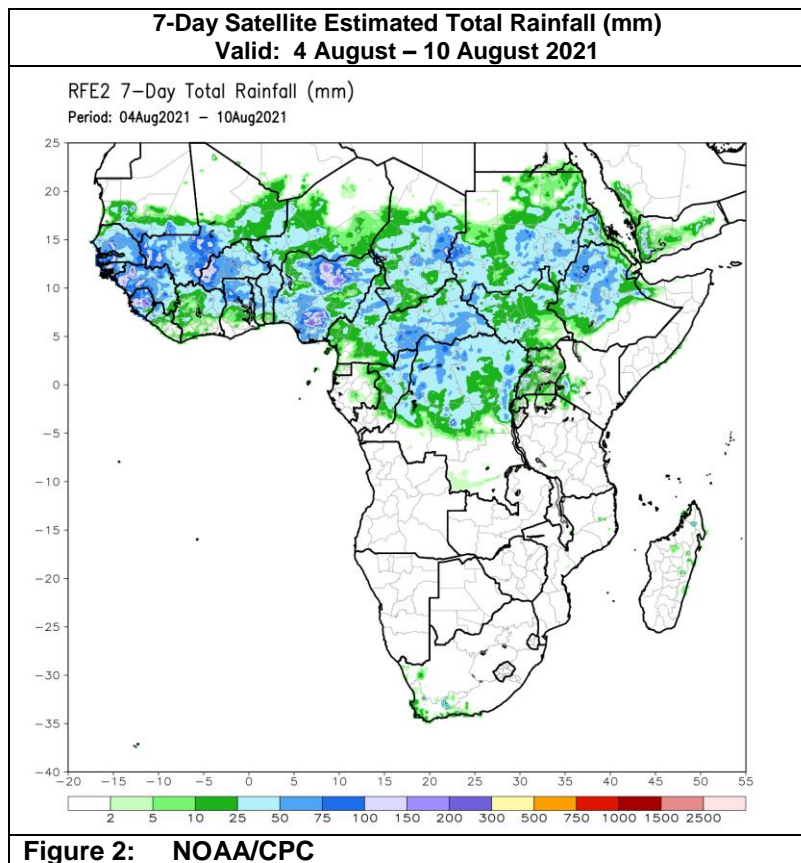 7-Day Satellite Estimated Total Rainfall (mm)
Valid: 4 August – 10 August 2021
RFE2 7-Day Total Rainfall (mm)
Period: 04Aug2021 – 10Aug2021
25
20
15
10
5
0
-5
-10
-15
-20
-25
-30
-35
-40
-20 -15 -10 -5 0 5 10 15 20 25 30 35 40 45 50 55
2 5 10 25 50 75 100 150 200 300 500 750 1000 1500 2500
Figure 2: NOAA/CPC